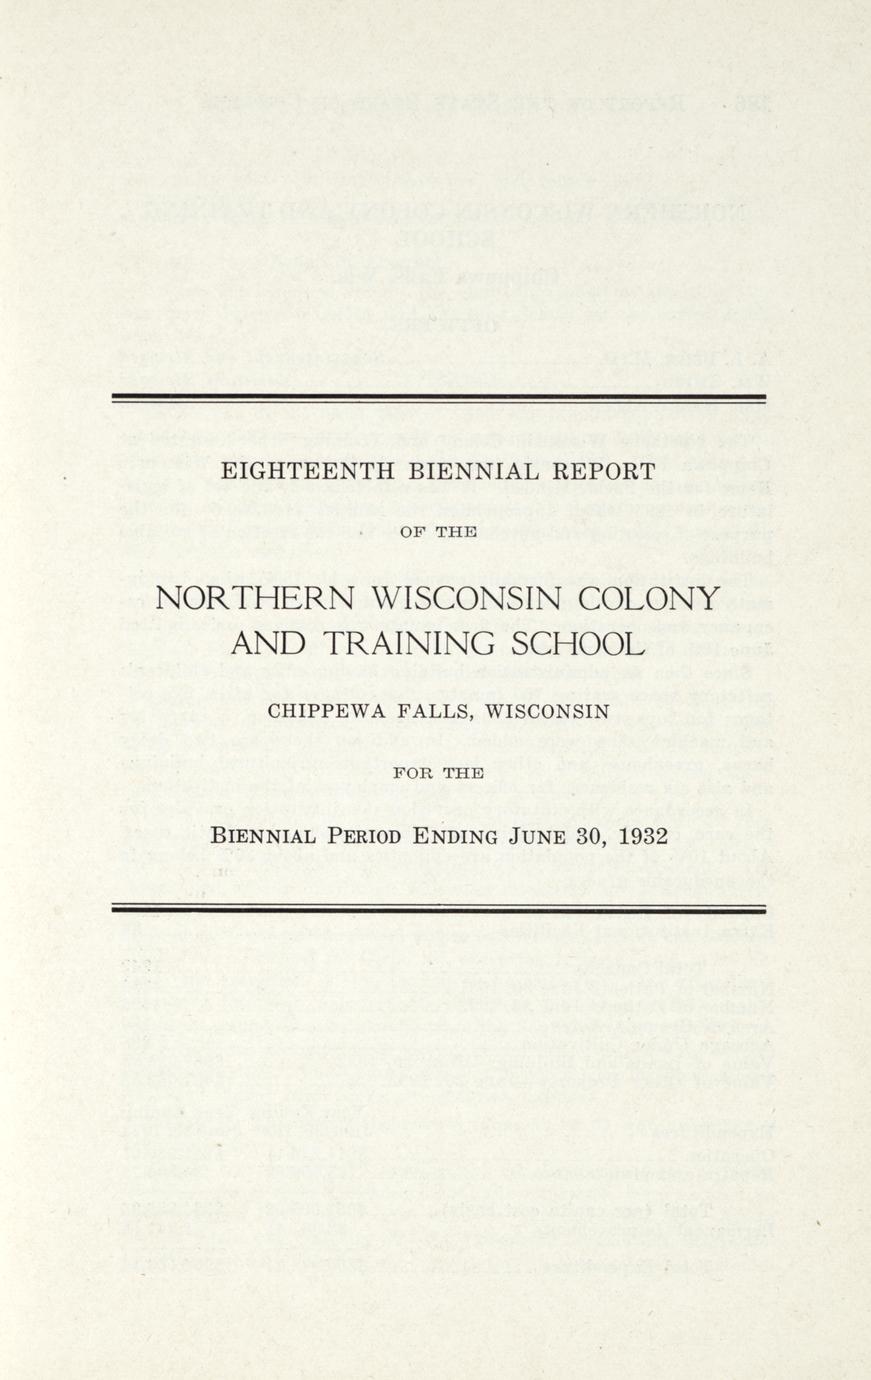 EIGHTEENTH BIENNIAL REPORT
OF THE
NORTHERN WISCONSIN COLONY
AND TRAINING SCHOOL
CHIPPEWA FALLS, WISCONSIN
FOR THE
BIENNIAL PERIOD ENDING JUNE 30, 1932